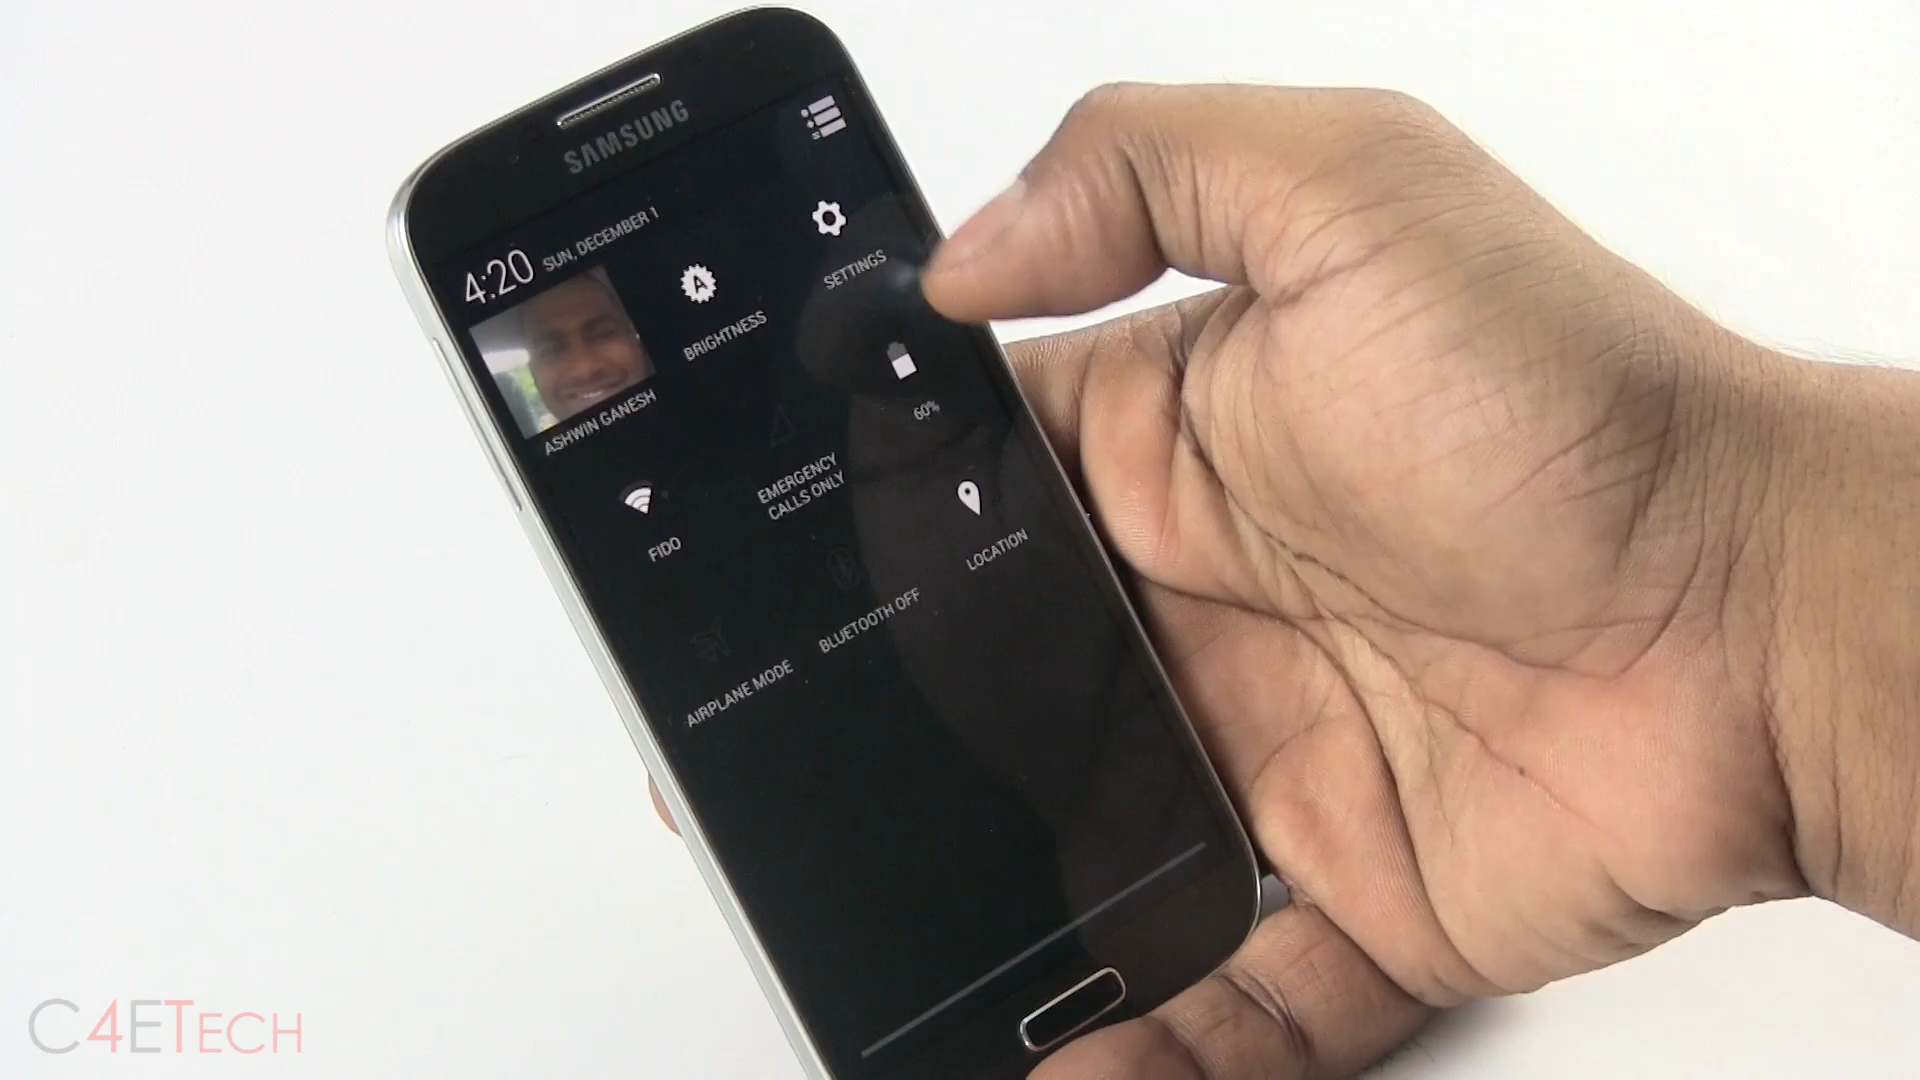 SAMSUNG
4:20 SUN, DECEMBER 1
A
BRIGHTNESS
SETTINGS
ASHWIN GANESH
EMERGENCY
CALLS ONLY
60%
FIDO
LOCATION
AIRPLANE MODE
BLUETOOTH OFF
C4ETECH